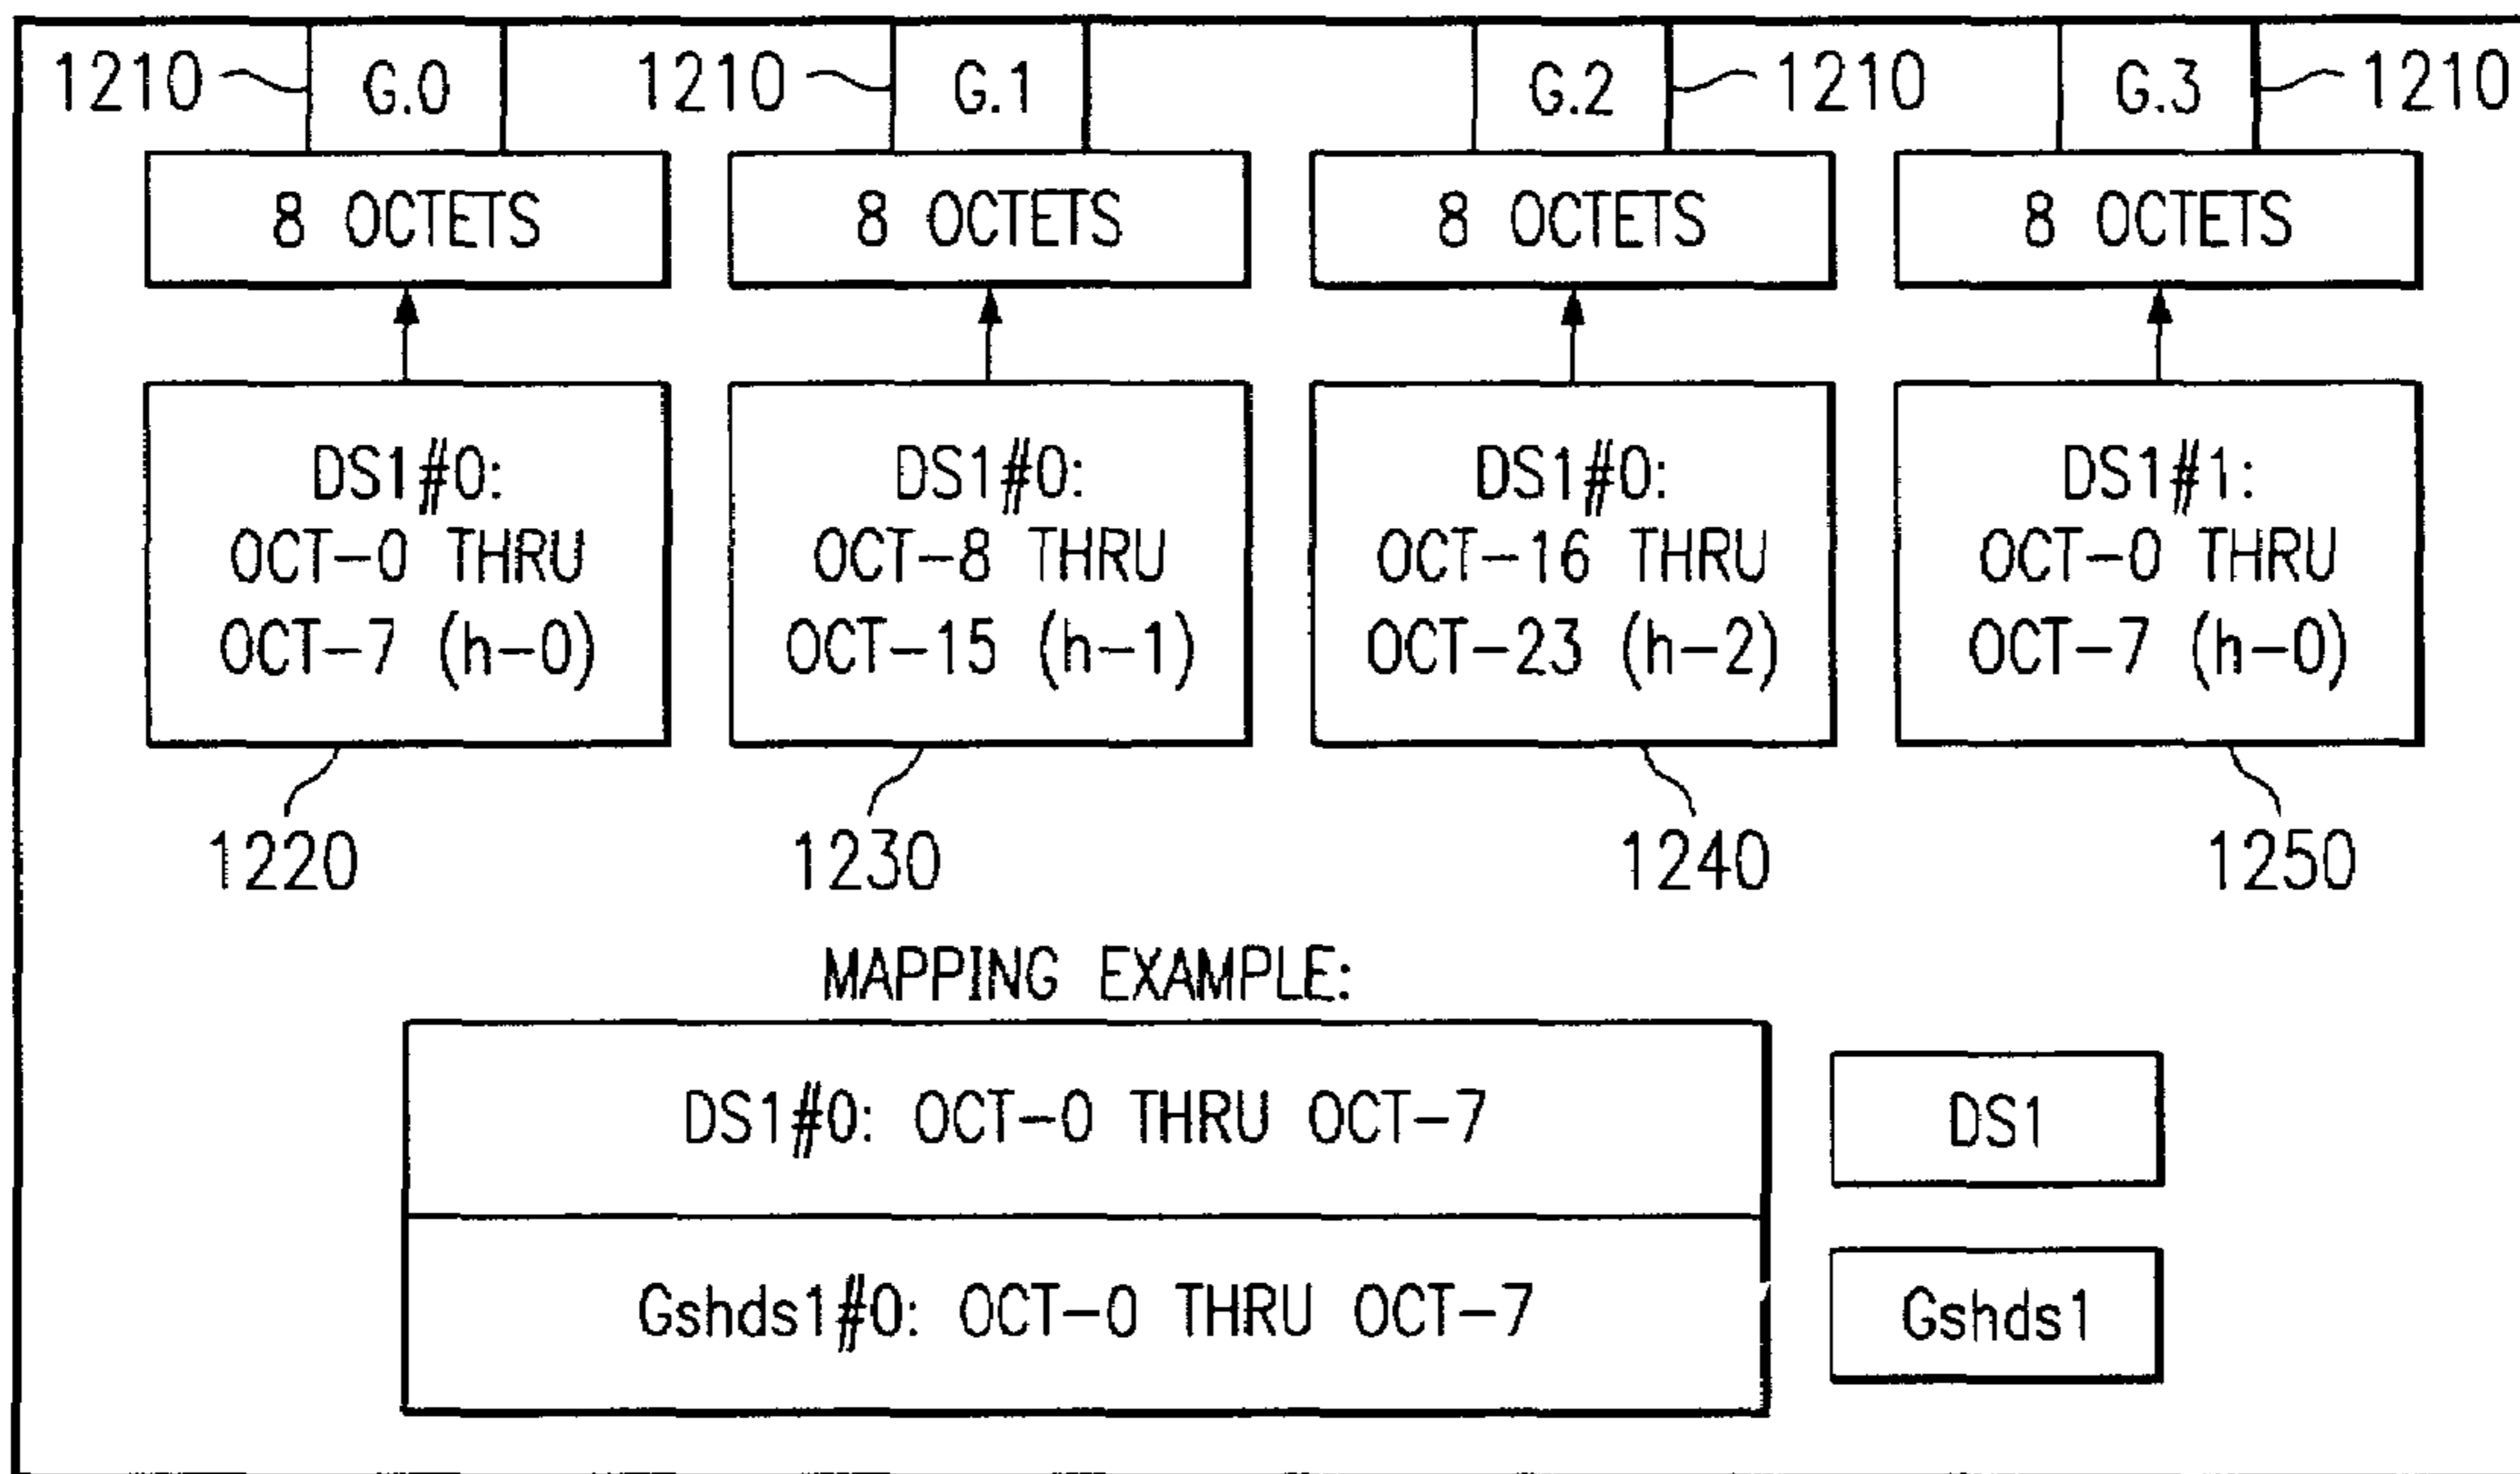 1210 G.0 1210 G.1 G.2 1210 G.3 1210
8 OCTETS 8 OCTETS 8 OCTETS 8 OCTETS
DS1#0:
OCT-0 THRU
OCT-7 (h-0)
DS1#0:
OCT-8 THRU
OCT-15 (h-1)
DS1#0:
OCT-16 THRU
OCT-23 (h-2)
DS1#1:
OCT-0 THRU
OCT-7 (h-0)
1220 1230 1240 1250
MAPPING EXAMPLE:
DS1#0: OCT-0 THRU OCT-7 DS1
Gshds1#0: OCT-0 THRU OCT-7 Gshds1